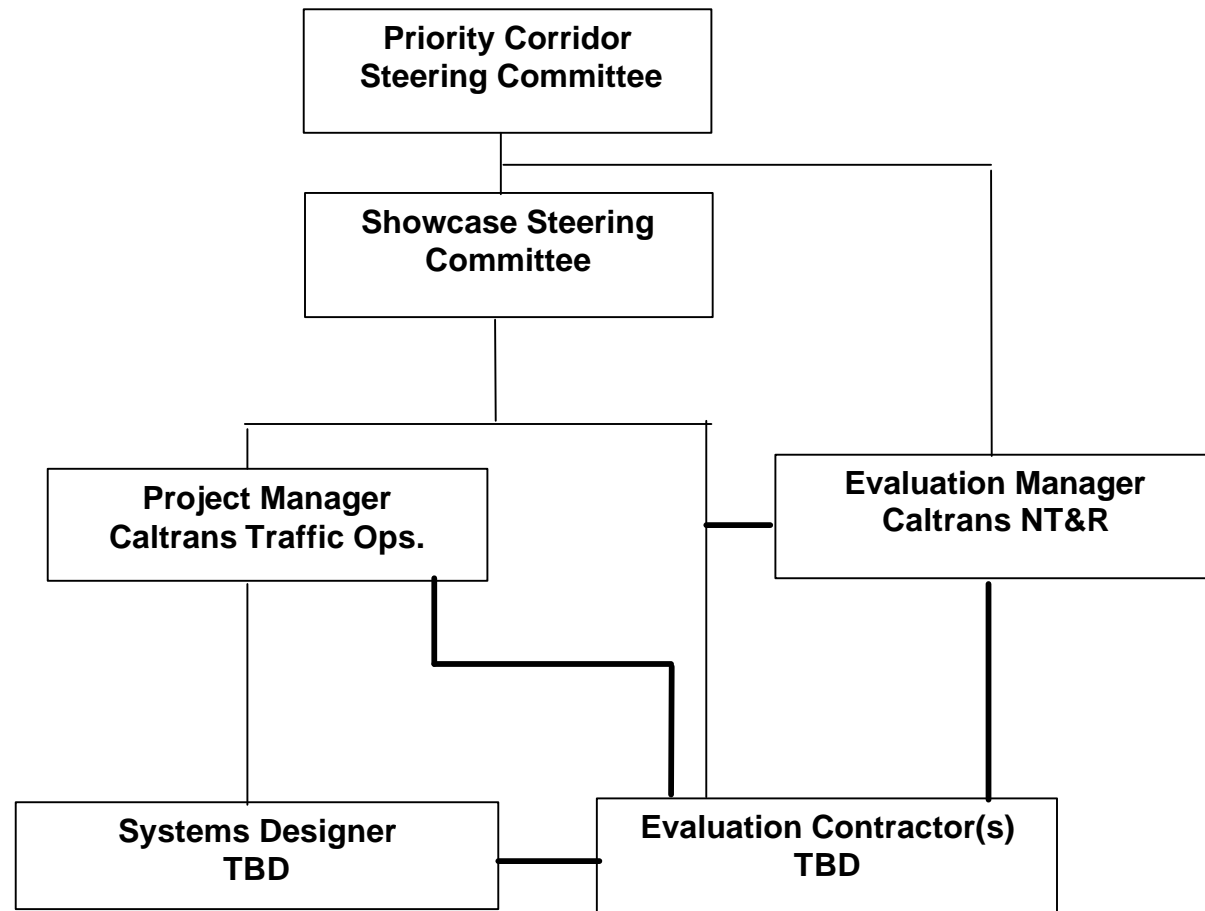 Priority Corridor
Steering Committee
Showcase Steering
Committee
Project Manager
Caltrans Traffic Ops.
Evaluation Manager
Caltrans NT&R
Systems Designer
TBD
Evaluation Contractor(s)
TBD